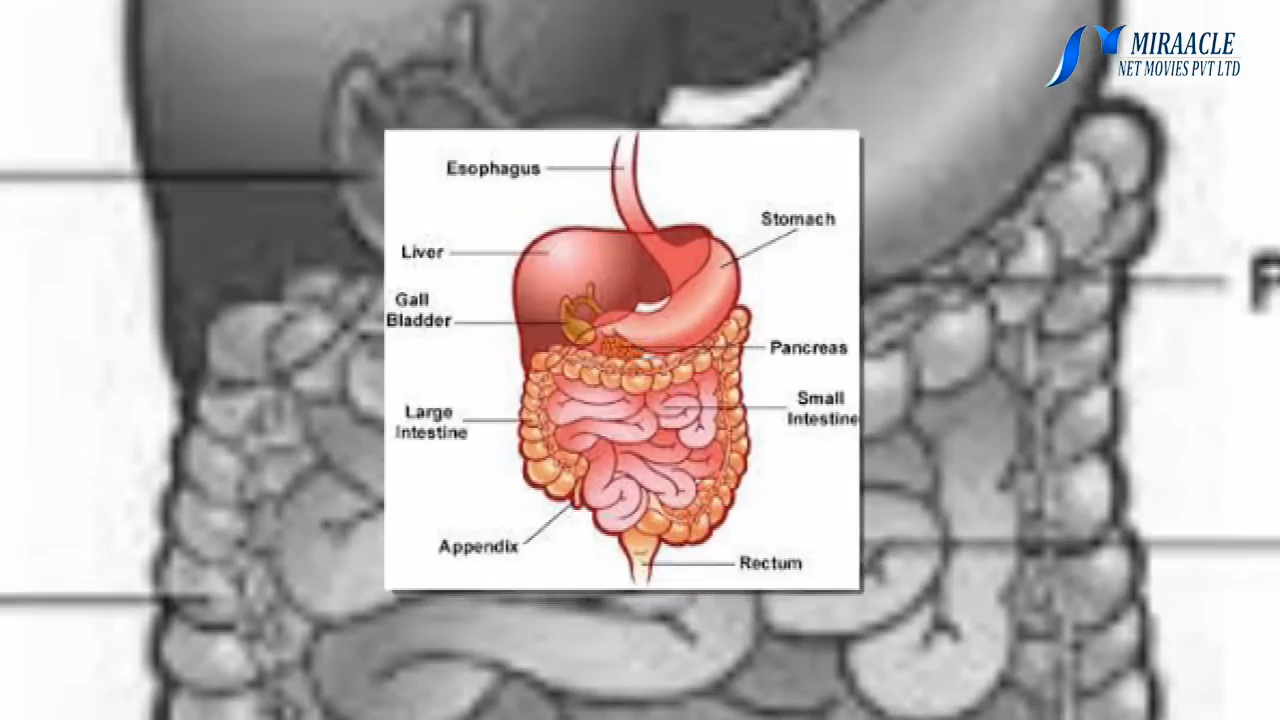 MIRAACLE
NET MOVIES PVT LTD
Esophagus
Stomach
Liver
Gall
Bladder
Pancreas
Small
Intestine
Large
Intestine
Appendix
Rectum